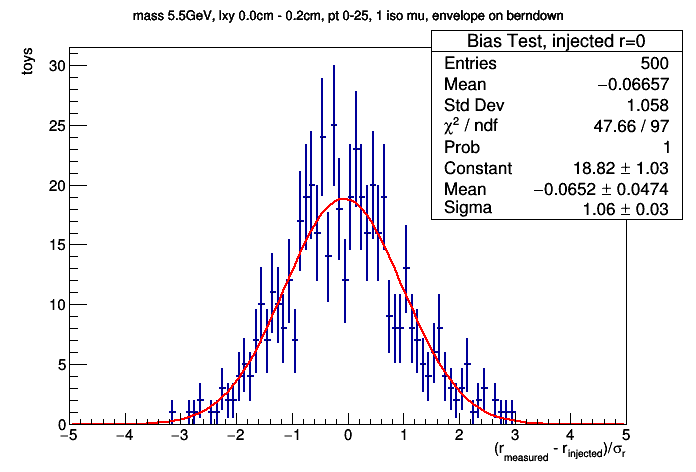 mass 5.5GeV, lxy 0.0cm - 0.2cm, pt 0-25, 1 iso mu, envelope on berndown
Bias Test, injected r=0
Entries 500
Mean −0.06657
Std Dev 1.058
χ² / ndf 47.66 / 97
Prob 1
Constant 18.82 ± 1.03
Mean −0.0652 ± 0.0474
Sigma 1.06 ± 0.03
toys
30
25
20
15
10
5
0
−5 −4 −3 −2 −1 0 1 2 3 4 5
(r_measured - r_injected)/σ_r